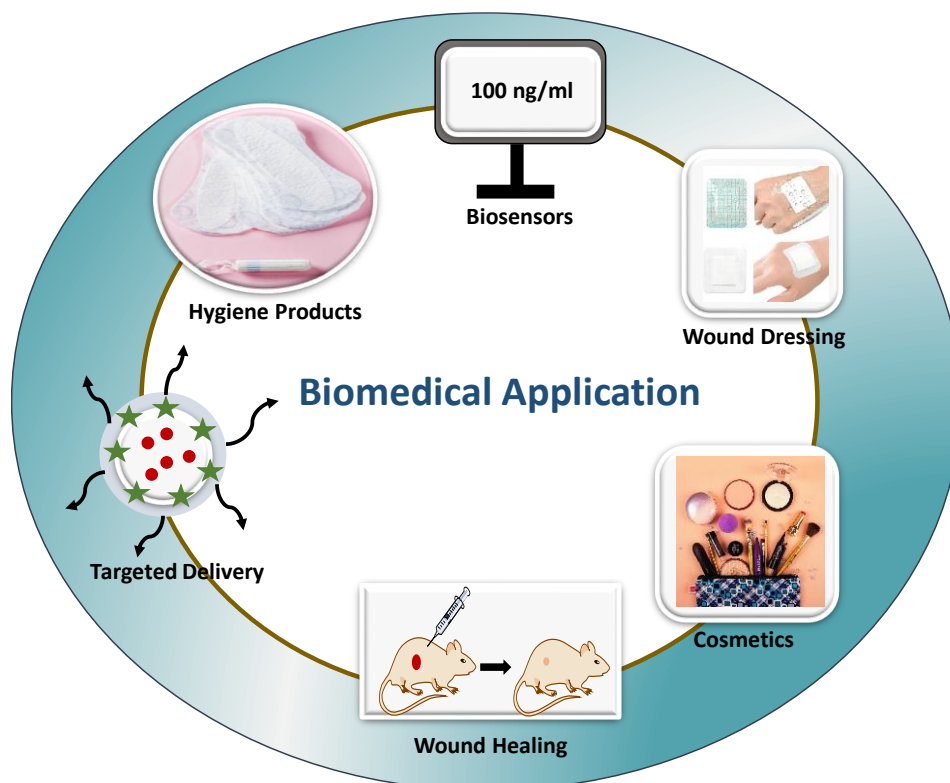 100 ng/ml
Biosensors
Hygiene Products
Wound Dressing
Biomedical Application
Targeted Delivery
Cosmetics
Wound Healing